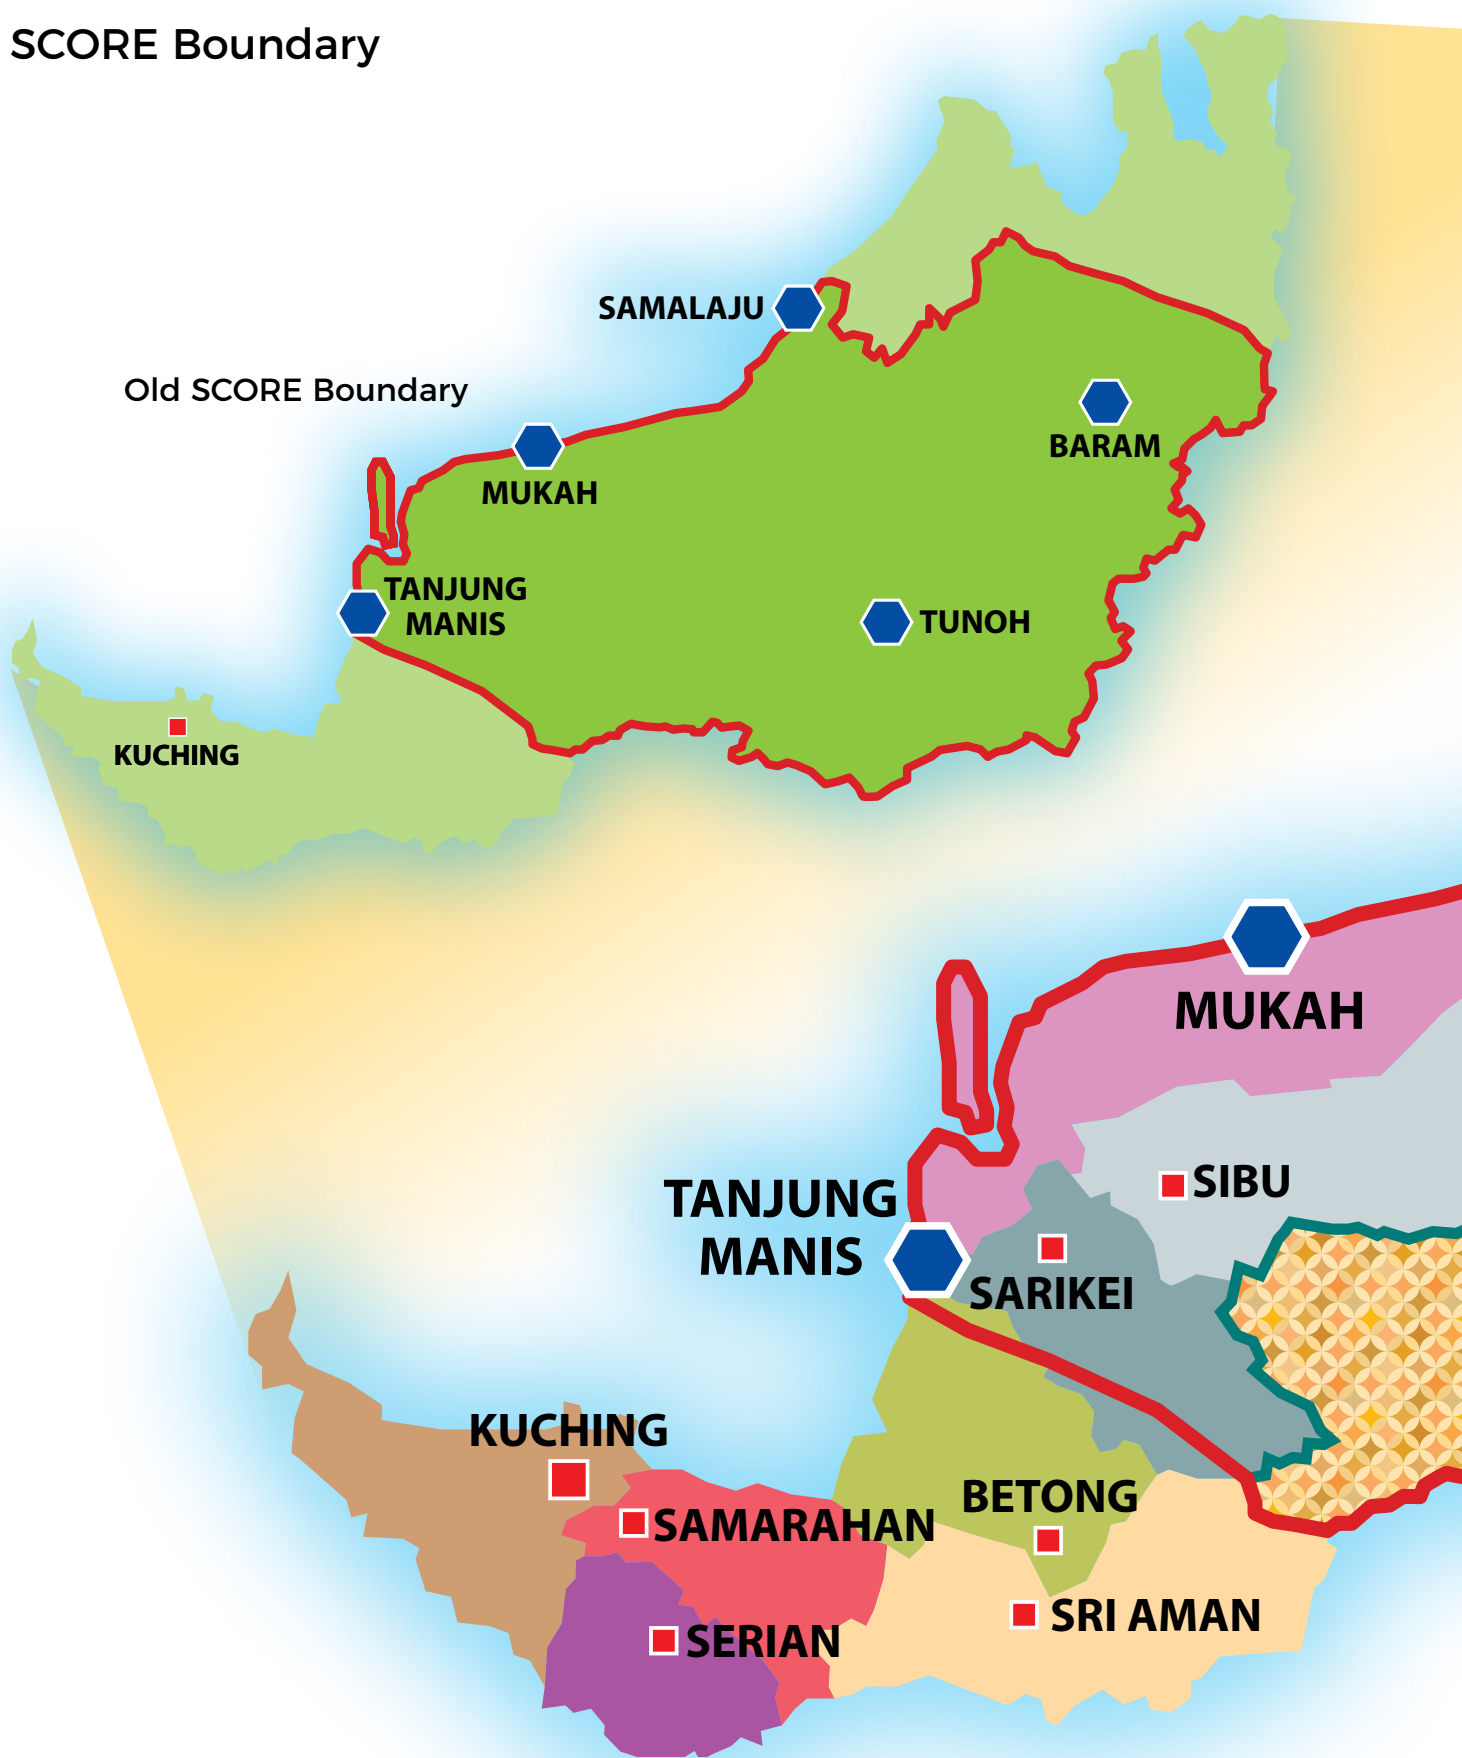 SCORE Boundary
SAMALAJU
Old SCORE Boundary
BARAM
MUKAH
TANJUNG
MANIS
TUNOH
KUCHING
MUKAH
SIBU
TANJUNG
MANIS
SARIKEI
KUCHING
BETONG
SAMARAHAN
SRI AMAN
SERIAN